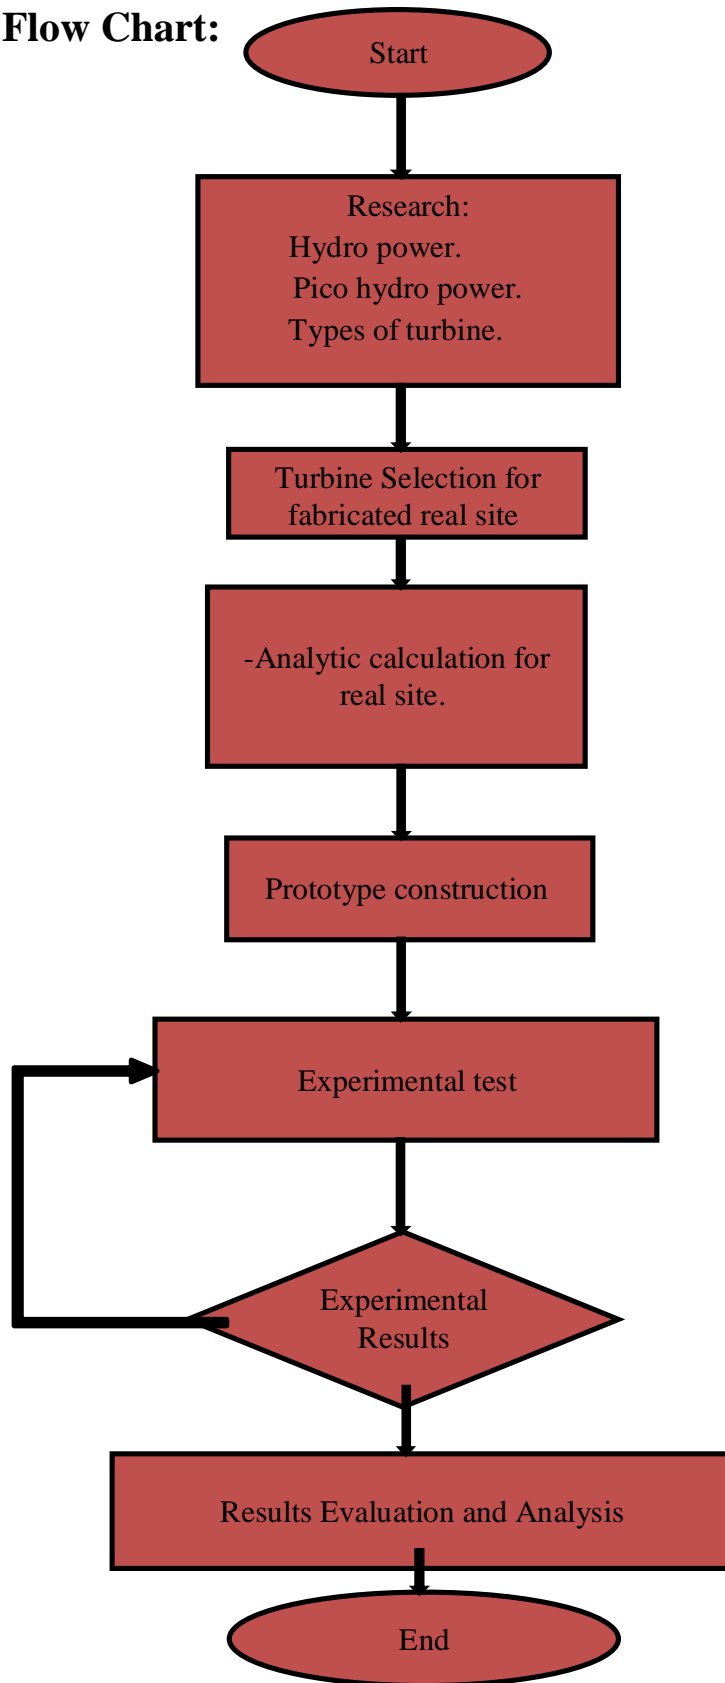 Flow Chart:
Start
Research:
Hydro power.
Pico hydro power.
Types of turbine.
Turbine Selection for
fabricated real site
-Analytic calculation for
real site.
Prototype construction
Experimental test
Experimental
Results
Results Evaluation and Analysis
End